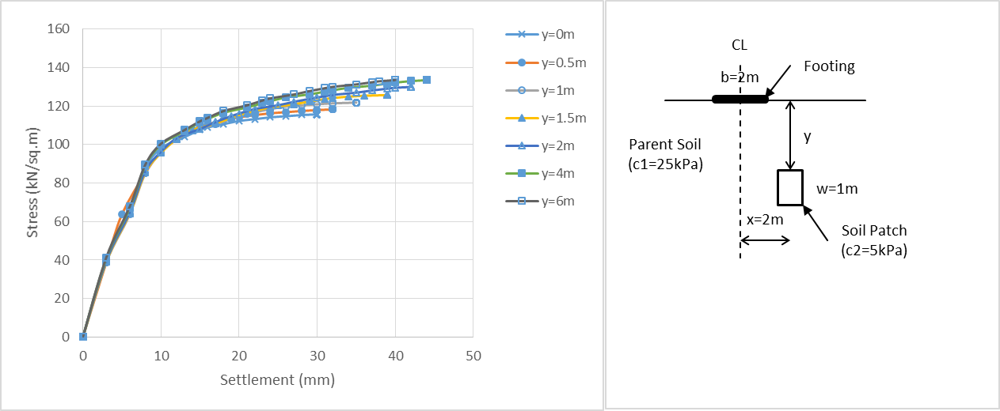 160
140
120
100
80
60
40
20
0
0 10 20 30 40 50
Stress (kN/sq.m)
Settlement (mm)
y=0m
y=0.5m
y=1m
y=1.5m
y=2m
y=4m
y=6m
CL
b=2m
Footing
y
Parent Soil
(c1=25kPa)
w=1m
x=2m
Soil Patch
(c2=5kPa)